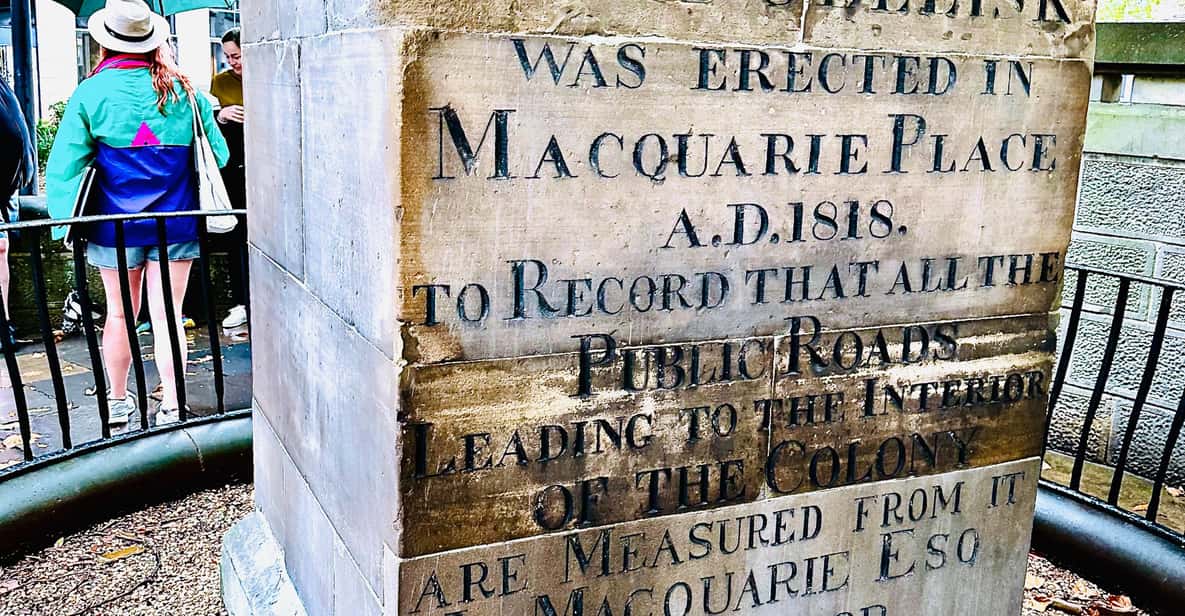 OBELISK
WAS ERECTED IN
MACQUARIE PLACE
A.D.1818.
TO RECORD THAT ALL THE
PUBLIC ROADS
LEADING TO THE INTERIOR
OF THE COLONY
ARE MEASURED FROM IT
MACQUARIE ESQ